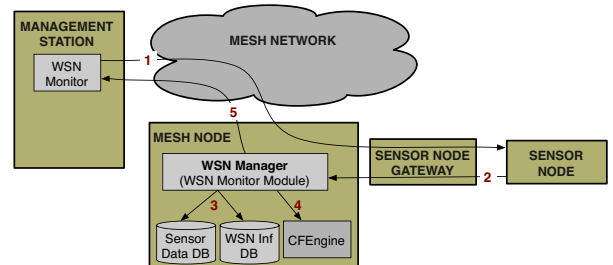 MANAGEMENT
STATION
WSN
Monitor
MESH NETWORK
1
5
MESH NODE
WSN Manager
(WSN Monitor Module)
3
4
Sensor
Data DB
WSN Inf
DB
CFEngine
SENSOR NODE
GATEWAY
2
SENSOR
NODE